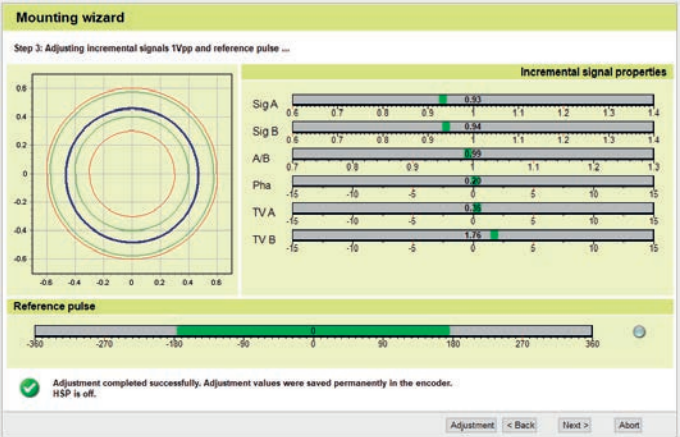 Mounting wizard
Step 3: Adjusting incremental signals 1Vpp and reference pulse ...
Incremental signal properties
0.6
0.4
0.2
0
-0.2
-0.4
-0.6
-0.6 -0.4 -0.2 0 0.2 0.4 0.6
Sig A 0.93
0.6 0.7 0.8 0.9 1 1.1 1.2 1.3 1.4
Sig B 0.94
0.6 0.7 0.8 0.9 1 1.1 1.2 1.3 1.4
A/B 0.99
0.7 0.8 0.9 1 1.1 1.2 1.3
Pha 0.20
-15 -10 -5 0 5 10 15
TV A
-15 -10 -5 0 5 10 15
TV B 1.76
-15 -10 -5 0 5 10 15
Reference pulse
0
-360 -270 -180 -90 0 90 180 270 360
Adjustment completed successfully. Adjustment values were saved permanently in the encoder.
HSP is off.
Adjustment < Back Next > Abort